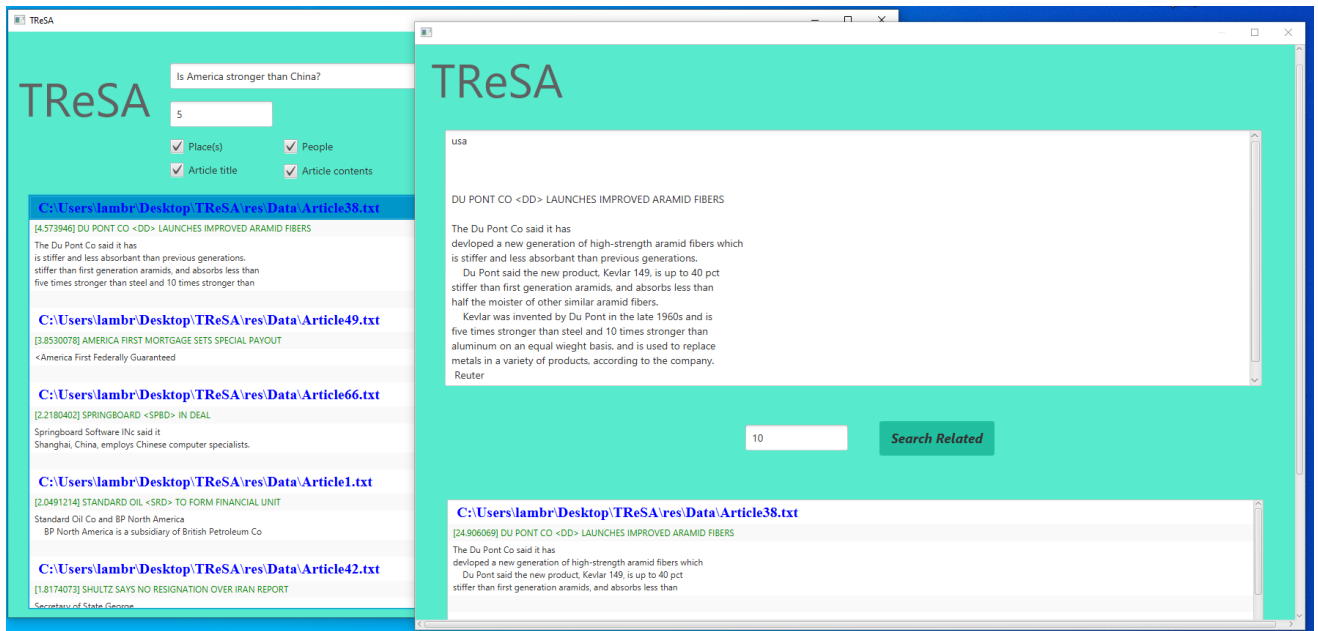 TReSA
TReSA
Is America stronger than China?
5
Place(s)
People
Article title
Article contents
C:\Users\lambr\Desktop\TReSA\res\Data\Article38.txt
[4.573946] DU PONT CO <DD> LAUNCHES IMPROVED ARAMID FIBERS
The Du Pont Co said it has
is stiffer and less absorbant than previous generations.
stiffer than first generation aramids, and absorbs less than
five times stronger than steel and 10 times stronger than
C:\Users\lambr\Desktop\TReSA\res\Data\Article49.txt
[3.8530078] AMERICA FIRST MORTGAGE SETS SPECIAL PAYOUT
<America First Federally Guaranteed
C:\Users\lambr\Desktop\TReSA\res\Data\Article66.txt
[2.2180402] SPRINGBOARD <SPBD> IN DEAL
Springboard Software INc said it
Shanghai, China, employs Chinese computer specialists.
C:\Users\lambr\Desktop\TReSA\res\Data\Article1.txt
[2.0491214] STANDARD OIL <SRD> TO FORM FINANCIAL UNIT
Standard Oil Co and BP North America
BP North America is a subsidiary of British Petroleum Co
C:\Users\lambr\Desktop\TReSA\res\Data\Article42.txt
[1.8174073] SHULTZ SAYS NO RESIGNATION OVER IRAN REPORT
Secretary of State George
TReSA
usa
DU PONT CO <DD> LAUNCHES IMPROVED ARAMID FIBERS
The Du Pont Co said it has
devloped a new generation of high-strength aramid fibers which
is stiffer and less absorbant than previous generations.
Du Pont said the new product, Kevlar 149, is up to 40 pct
stiffer than first generation aramids, and absorbs less than
half the moister of other similar aramid fibers.
Kevlar was invented by Du Pont in the late 1960s and is
five times stronger than steel and 10 times stronger than
aluminum on an equal wieght basis, and is used to replace
metals in a variety of products, according to the company.
Reuter
10
Search Related
C:\Users\lambr\Desktop\TReSA\res\Data\Article38.txt
[24.906069] DU PONT CO <DD> LAUNCHES IMPROVED ARAMID FIBERS
The Du Pont Co said it has
devloped a new generation of high-strength aramid fibers which
Du Pont said the new product, Kevlar 149, is up to 40 pct
stiffer than first generation aramids, and absorbs less than